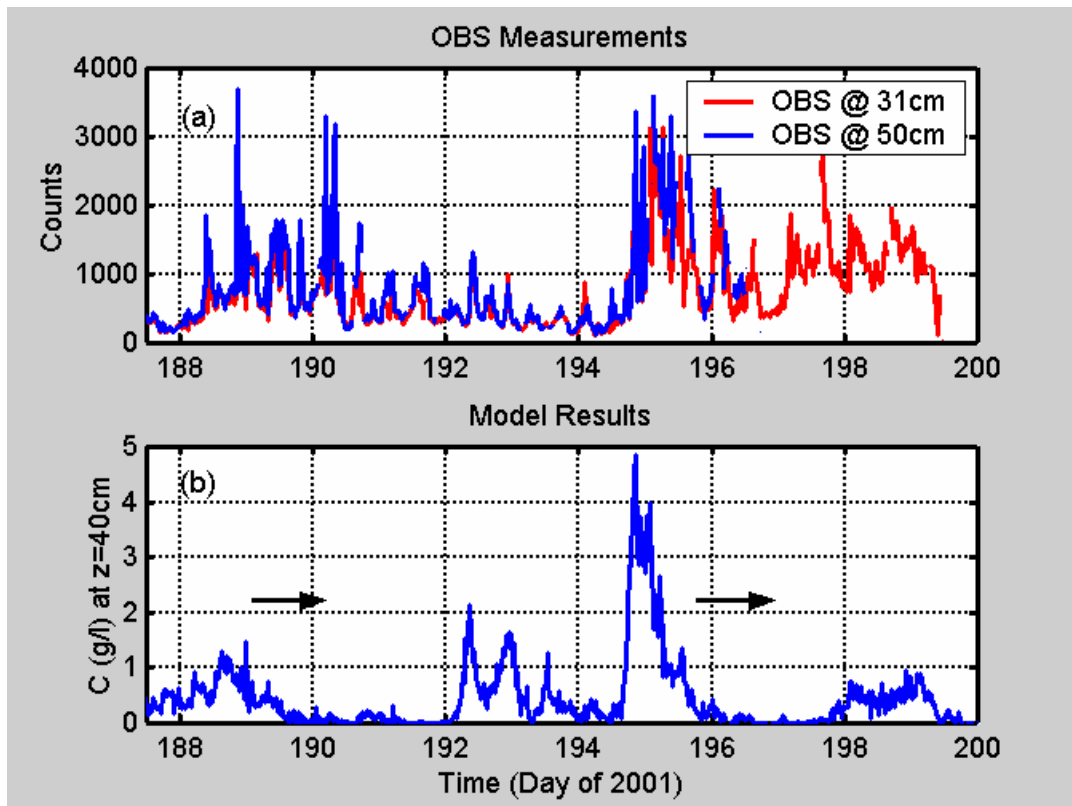 OBS Measurements
4000
3000
2000
1000
0
Counts
(a)
OBS @ 31cm
OBS @ 50cm
188 190 192 194 196 198 200
Model Results
5
4
3
2
1
0
C (g/l) at z=40cm
(b)
188 190 192 194 196 198 200
Time (Day of 2001)